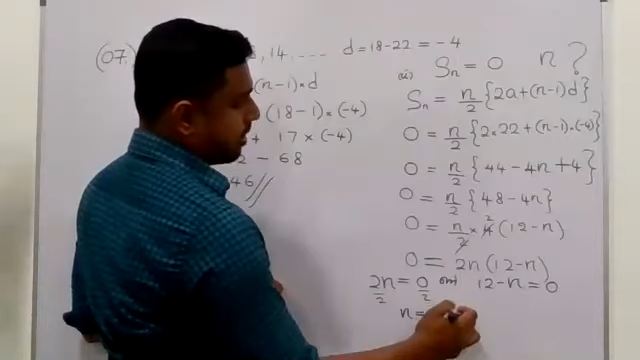 (07.) , 14, ..... d = 18-22 = -4
(n-1)×d
(18-1)×(-4)
+ 17×(-4)
2 - 68
46//
(iii) Sn = 0 n ?
Sn = n/2 {2a+(n-1)d}
0 = n/2 {2×22+(n-1)×(-4)}
0 = n/2 {44-4n+4}
0 = n/2 {48-4n}
0 = n/2 × 4 2 (12-n)
0 = 2n(12-n)
2n/2 = 0/2 12-n = 0
n =